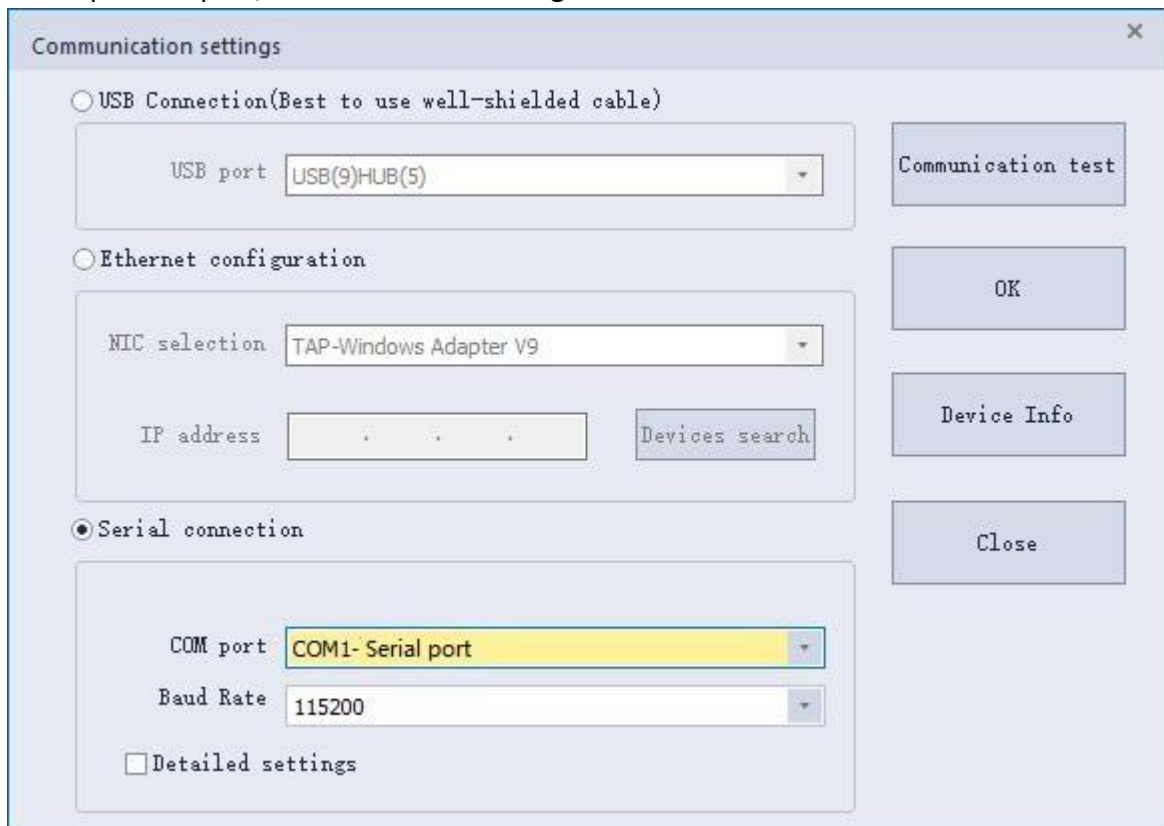 Communication settings
USB Connection(Best to use well-shielded cable)
USB port
USB(9)HUB(5)
Communication test
Ethernet configuration
OK
NIC selection
TAP-Windows Adapter V9
IP address
. . .
Devices search
Device Info
Serial connection
Close
COM port
COM1- Serial port
Baud Rate
115200
Detailed settings